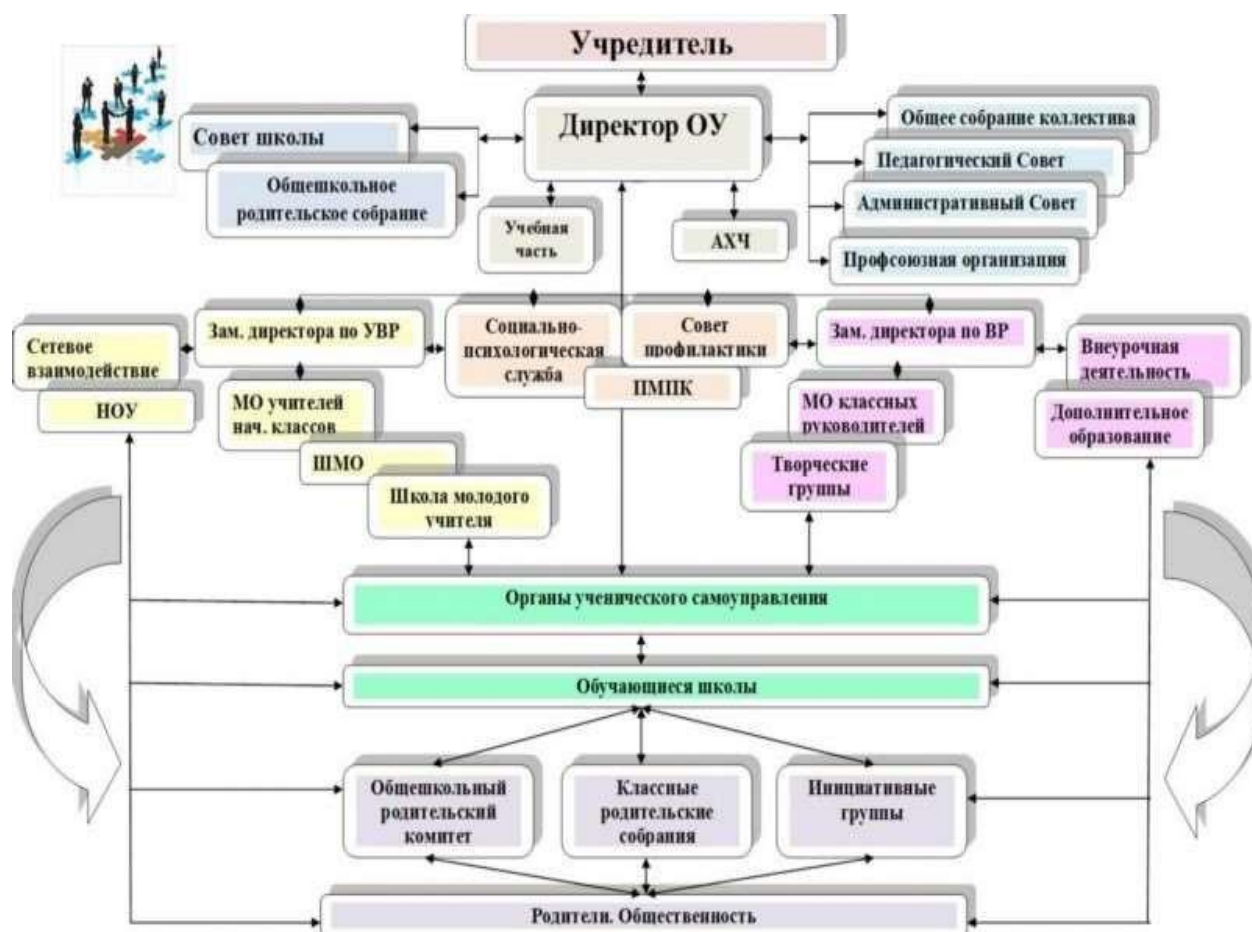 Учредитель
Директор ОУ
Совет школы
Общешкольное
родительское собрание
Общее собрание коллектива
Педагогический Совет
Административный Совет
Профсоюзная организация
Учебная
часть
АХЧ
Сетевое
взаимодействие
НОУ
Зам. директора по УВР
МО учителей
нач. классов
ШМО
Школа молодого
учителя
Социально-
психологическая
служба
Совет
профилактики
ПМПК
Зам. директора по ВР
МО классных
руководителей
Творческие
группы
Внеурочная
деятельность
Дополнительное
образование
Органы ученического самоуправления
Обучающиеся школы
Общешкольный
родительский
комитет
Классные
родительские
собрания
Инициативные
группы
Родители. Общественность